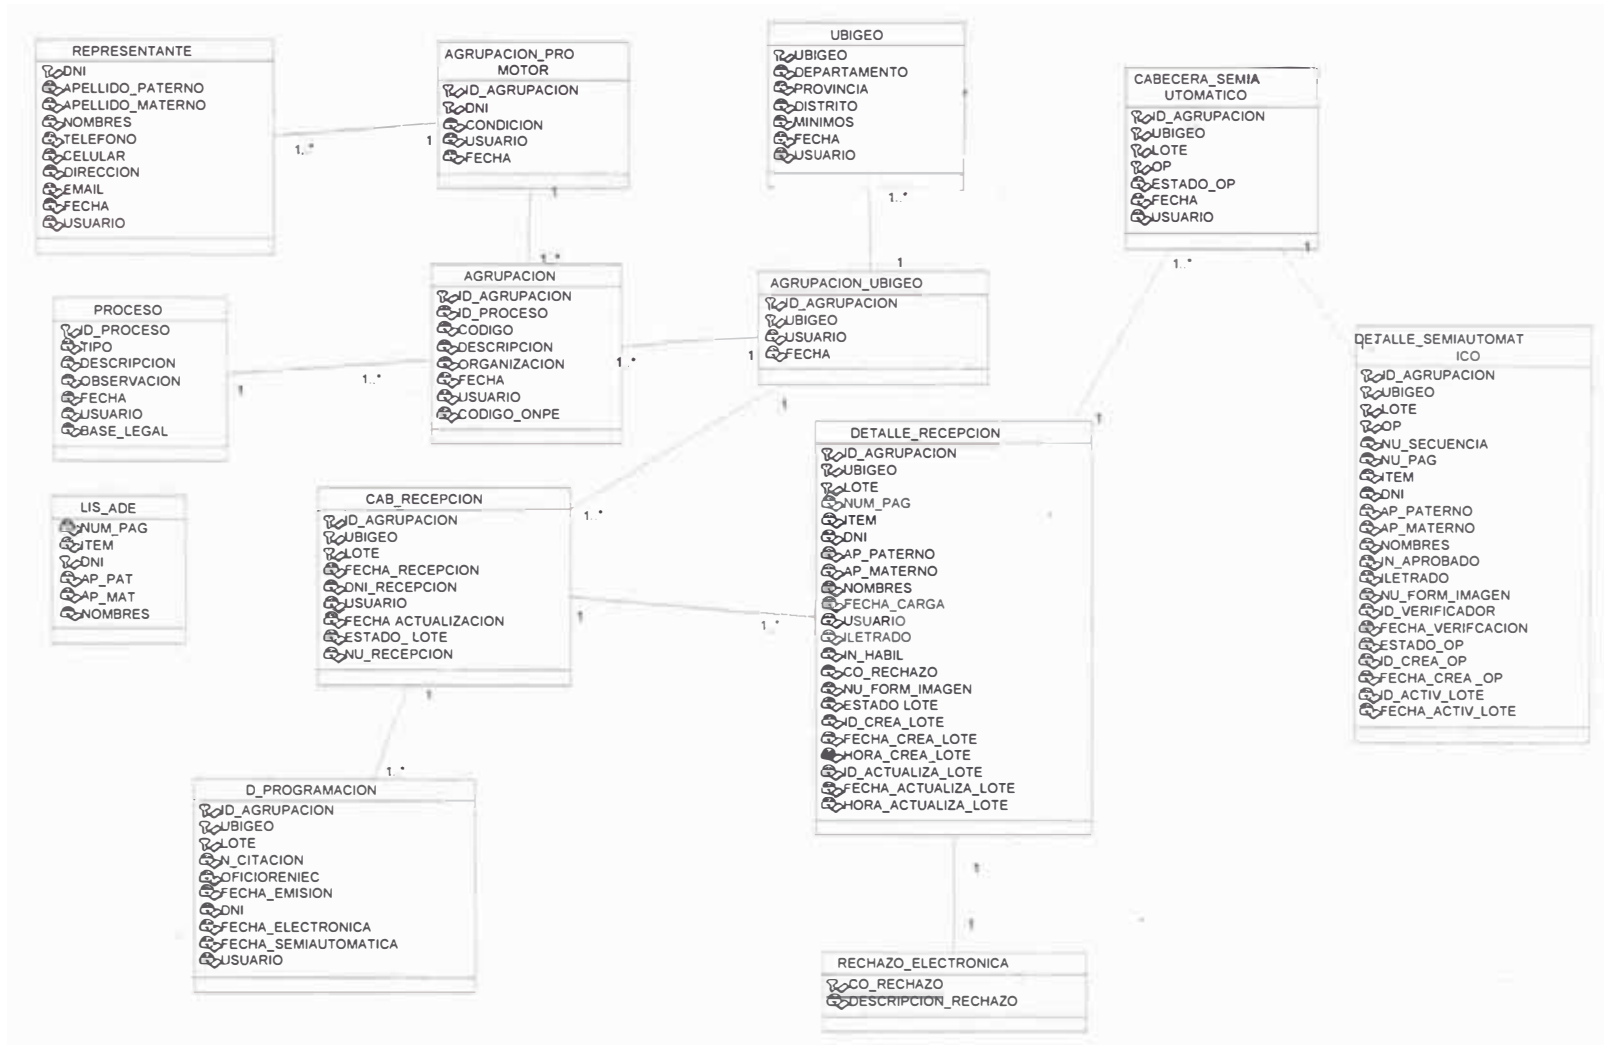 REPRESENTANTE
DNI
APELLIDO_PATERNO
APELLIDO_MATERNO
NOMBRES
TELEFONO
CELULAR
DIRECCION
EMAIL
FECHA
USUARIO
1..*
1
AGRUPACION_PRO
MOTOR
ID_AGRUPACION
DNI
CONDICION
USUARIO
FECHA
1
1..*
UBIGEO
UBIGEO
DEPARTAMENTO
PROVINCIA
DISTRITO
MINIMOS
FECHA
USUARIO
1..*
1
CABECERA_SEMIA
UTOMATICO
ID_AGRUPACION
UBIGEO
LOTE
OP
ESTADO_OP
FECHA
USUARIO
1
1..*
PROCESO
ID_PROCESO
TIPO
DESCRIPCION
OBSERVACION
FECHA
USUARIO
BASE_LEGAL
1
1..*
AGRUPACION
ID_AGRUPACION
ID_PROCESO
CODIGO
DESCRIPCION
ORGANIZACION
FECHA
USUARIO
CODIGO_ONPE
1..*
1
AGRUPACION_UBIGEO
ID_AGRUPACION
UBIGEO
USUARIO
FECHA
1
1..*
DETALLE_SEMIAUTOMAT
ICO
ID_AGRUPACION
UBIGEO
LOTE
OP
NU_SECUENCIA
NU_PAG
ITEM
DNI
AP_PATERNO
AP_MATERNO
NOMBRES
IN_APROBADO
ILETRADO
NU_FORM_IMAGEN
ID_VERIFICADOR
FECHA_VERIFCACION
ESTADO_OP
ID_CREA_OP
FECHA_CREA _OP
ID_ACTIV_LOTE
FECHA_ACTIV_LOTE
LIS_ADE
NUM_PAG
ITEM
DNI
AP_PAT
AP_MAT
NOMBRES
CAB_RECEPCION
ID_AGRUPACION
UBIGEO
LOTE
FECHA_RECEPCION
DNI_RECEPCION
USUARIO
FECHA ACTUALIZACION
ESTADO_ LOTE
NU_RECEPCION
1
1..*
1
1..*
1
DETALLE_RECEPCION
ID_AGRUPACION
UBIGEO
LOTE
NUM_PAG
ITEM
DNI
AP_PATERNO
AP_MATERNO
NOMBRES
FECHA_CARGA
USUARIO
ILETRADO
IN_HABIL
CO_RECHAZO
NU_FORM_IMAGEN
ESTADO LOTE
ID_CREA_LOTE
FECHA_CREA_LOTE
HORA_CREA_LOTE
ID_ACTUALIZA_LOTE
FECHA_ACTUALIZA_LOTE
HORA_ACTUALIZA_LOTE
1
1
D_PROGRAMACION
ID_AGRUPACION
UBIGEO
LOTE
N_CITACION
OFICIORENIEC
FECHA_EMISION
DNI
FECHA_ELECTRONICA
FECHA_SEMIAUTOMATICA
USUARIO
RECHAZO_ELECTRONICA
CO_RECHAZO
DESCRIPCION_RECHAZO